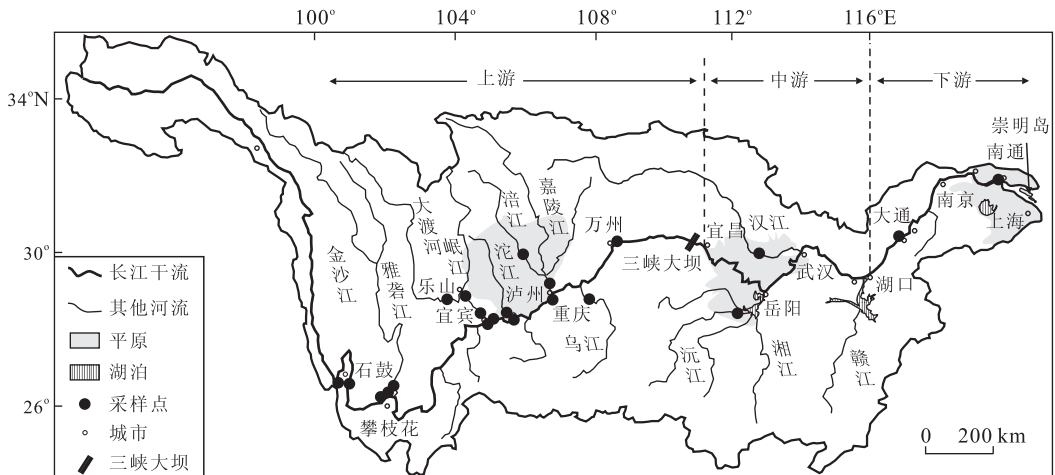 100°
104°
108°
112°
116°E
34°N
30°
26°
上游
中游
下游
崇明岛
南通
南京
上海
大通
湖口
武汉
汉江
宜昌
三峡大坝
万州
嘉陵江
涪江
沱江
泸州
重庆
乌江
岷江
大渡河
乐山
宜宾
雅砻江
金沙江
石鼓
攀枝花
岳阳
沅江
湘江
赣江
长江干流
其他河流
平原
湖泊
采样点
城市
三峡大坝
0 200 km